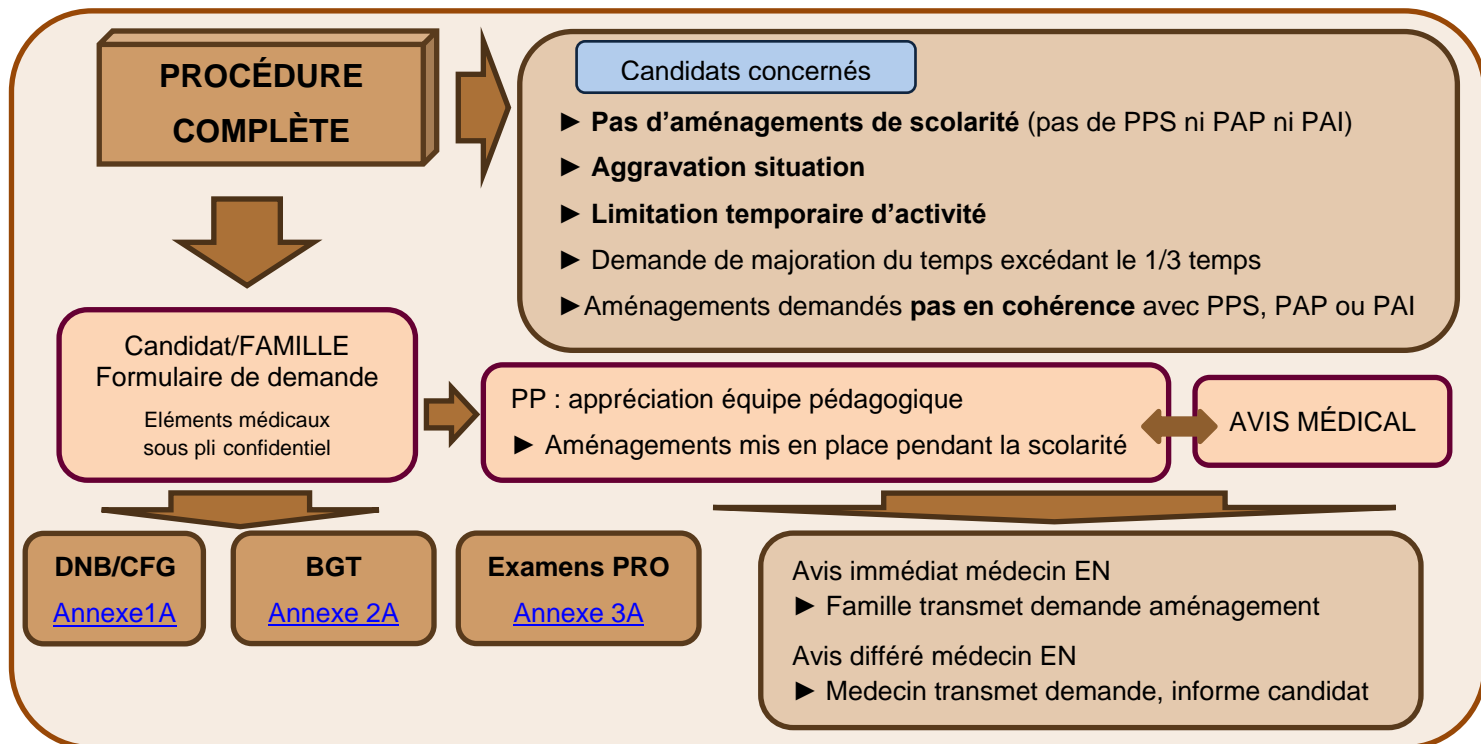 PROCÉDURE
COMPLÈTE
Candidats concernés
► Pas d'aménagements de scolarité (pas de PPS ni PAP ni PAI)
► Aggravation situation
► Limitation temporaire d'activité
► Demande de majoration du temps excédant le 1/3 temps
►Aménagements demandés pas en cohérence avec PPS, PAP ou PAI
Candidat/FAMILLE
Formulaire de demande
Eléments médicaux
sous pli confidentiel
PP : appréciation équipe pédagogique
► Aménagements mis en place pendant la scolarité
AVIS MÉDICAL
DNB/CFG
Annexe1A
BGT
Annexe 2A
Examens PRO
Annexe 3A
Avis immédiat médecin EN
► Famille transmet demande aménagement
Avis différé médecin EN
► Medecin transmet demande, informe candidat